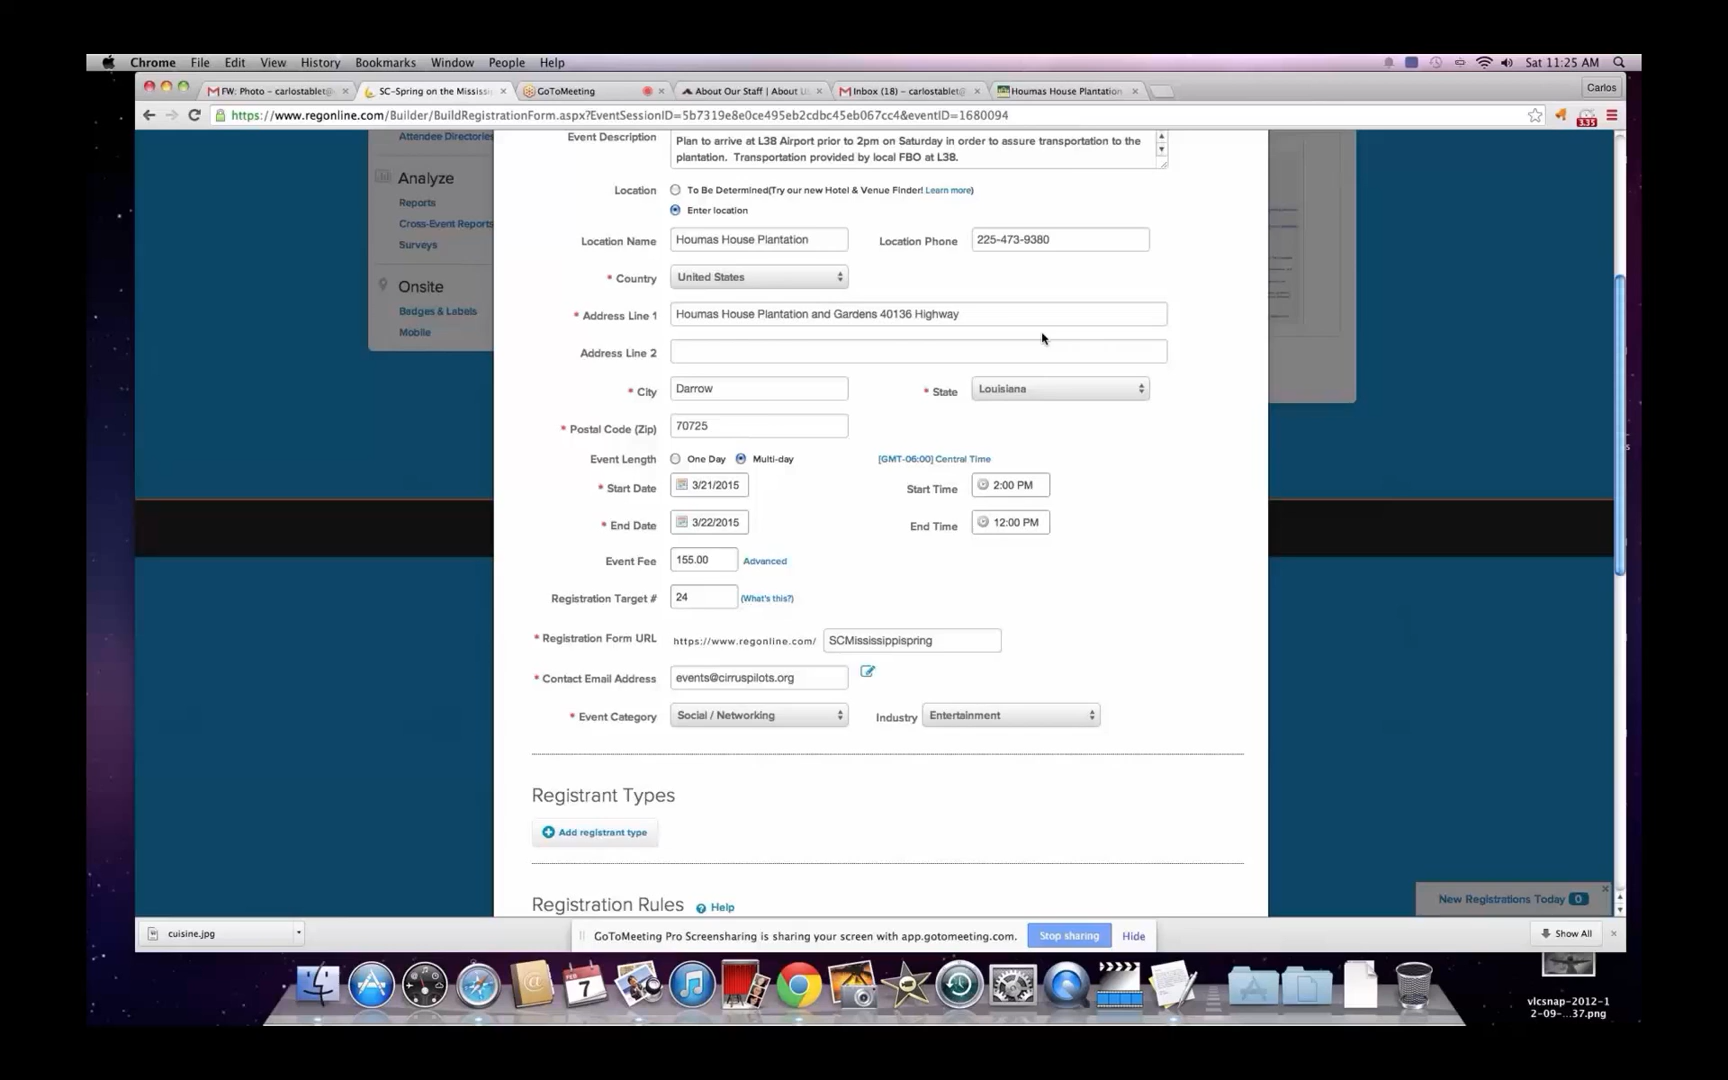 Chrome File Edit View History Bookmarks Window People Help Sat 11:25 AM
FW: Photo – carlostablet@ SC-Spring on the Mississi GoToMeeting About Our Staff | About Us Inbox (18) – carlostablet@ Houmas House Plantation Carlos
https://www.regonline.com/Builder/BuildRegistrationForm.aspx?EventSessionID=5b7319e8e0ce495eb2cdbc45eb067cc4&eventID=1680094
3.35
Attendee Directories
Event Description Plan to arrive at L38 Airport prior to 2pm on Saturday in order to assure transportation to the
plantation. Transportation provided by local FBO at L38.
Analyze
Reports
Cross-Event Reports
Surveys
Onsite
Badges & Labels
Mobile
Location To Be Determined(Try our new Hotel & Venue Finder! Learn more)
Enter location
Location Name Houmas House Plantation Location Phone 225-473-9380
* Country United States
* Address Line 1 Houmas House Plantation and Gardens 40136 Highway
Address Line 2
* City Darrow * State Louisiana
* Postal Code (Zip) 70725
Event Length One Day Multi-day [GMT-06:00] Central Time
* Start Date 3/21/2015 Start Time 2:00 PM
* End Date 3/22/2015 End Time 12:00 PM
Event Fee 155.00 Advanced
Registration Target # 24 (What's this?)
* Registration Form URL https://www.regonline.com/ SCMississippispring
* Contact Email Address events@cirruspilots.org
* Event Category Social / Networking Industry Entertainment
Registrant Types
Add registrant type
Registration Rules Help
New Registrations Today 0
cuisine.jpg
GoToMeeting Pro Screensharing is sharing your screen with app.gotomeeting.com. Stop sharing Hide
Show All
FEB
7
vlcsnap-2012-1
2-09-...37.png